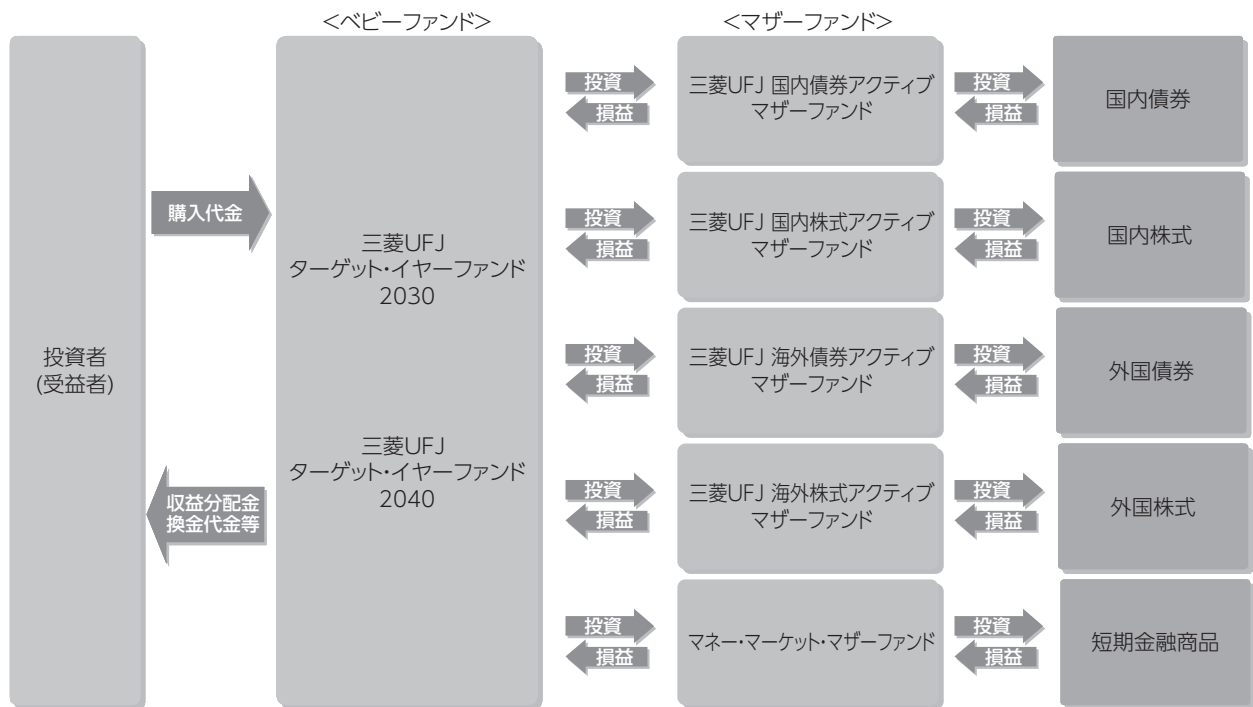 <ベビーファンド>
<マザーファンド>
投資者
(受益者)
購入代金
収益分配金
換金代金等
三菱UFJ
ターゲット・イヤーファンド
2030
三菱UFJ
ターゲット・イヤーファンド
2040
投資
損益
三菱UFJ 国内債券アクティブ
マザーファンド
投資
損益
国内債券
投資
損益
三菱UFJ 国内株式アクティブ
マザーファンド
投資
損益
国内株式
投資
損益
三菱UFJ 海外債券アクティブ
マザーファンド
投資
損益
外国債券
投資
損益
三菱UFJ 海外株式アクティブ
マザーファンド
投資
損益
外国株式
投資
損益
マネー・マーケット・マザーファンド
投資
損益
短期金融商品